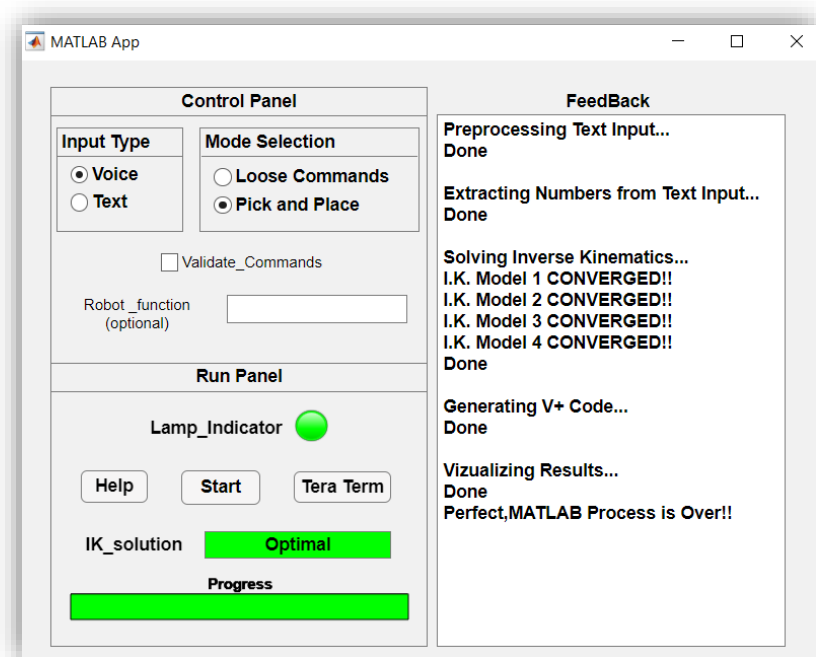 MATLAB App
Control Panel
Input Type
Voice
Text
Mode Selection
Loose Commands
Pick and Place
Validate_Commands
Robot _function
(optional)
Run Panel
Lamp_Indicator
Help
Start
Tera Term
IK_solution
Optimal
Progress
FeedBack
Preprocessing Text Input...
Done
Extracting Numbers from Text Input...
Done
Solving Inverse Kinematics...
I.K. Model 1 CONVERGED!!
I.K. Model 2 CONVERGED!!
I.K. Model 3 CONVERGED!!
I.K. Model 4 CONVERGED!!
Done
Generating V+ Code...
Done
Vizualizing Results...
Done
Perfect,MATLAB Process is Over!!